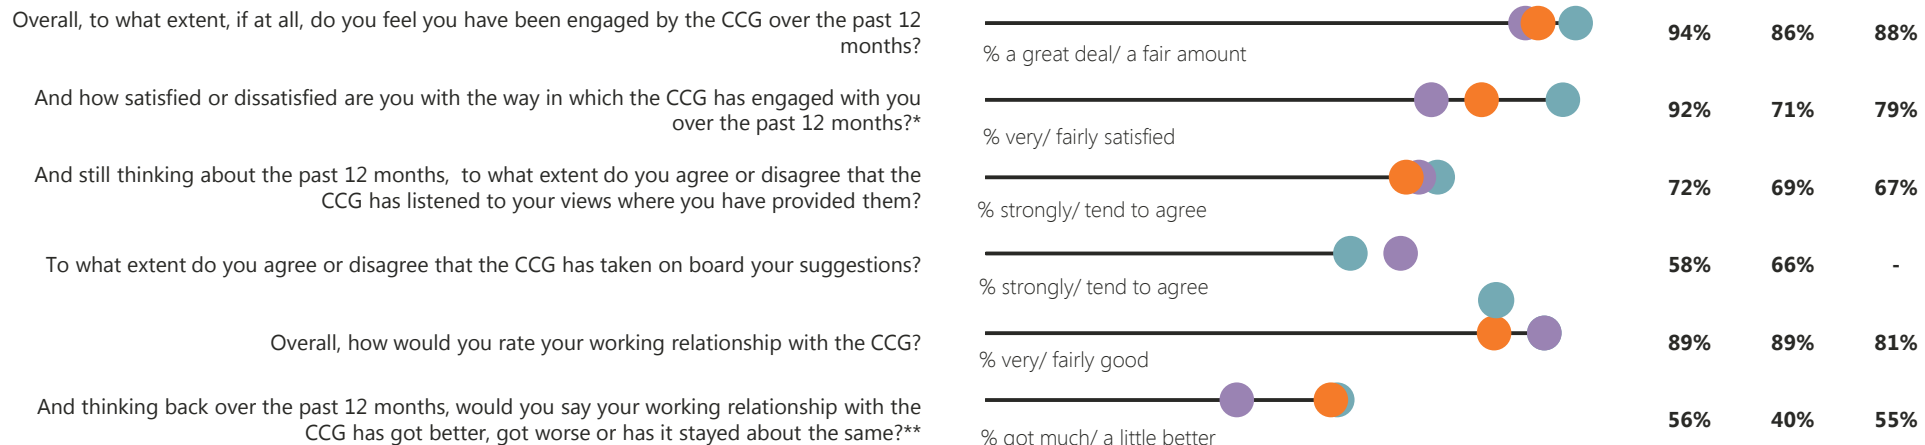 Overall, to what extent, if at all, do you feel you have been engaged by the CCG over the past 12
months?
% a great deal/ a fair amount
94% 86% 88%
And how satisfied or dissatisfied are you with the way in which the CCG has engaged with you
over the past 12 months?*
% very/ fairly satisfied
92% 71% 79%
And still thinking about the past 12 months, to what extent do you agree or disagree that the
CCG has listened to your views where you have provided them?
% strongly/ tend to agree
72% 69% 67%
To what extent do you agree or disagree that the CCG has taken on board your suggestions?
% strongly/ tend to agree
58% 66% -
Overall, how would you rate your working relationship with the CCG?
% very/ fairly good
89% 89% 81%
And thinking back over the past 12 months, would you say your working relationship with the
CCG has got better, got worse or has it stayed about the same?**
% got much/ a little better
56% 40% 55%